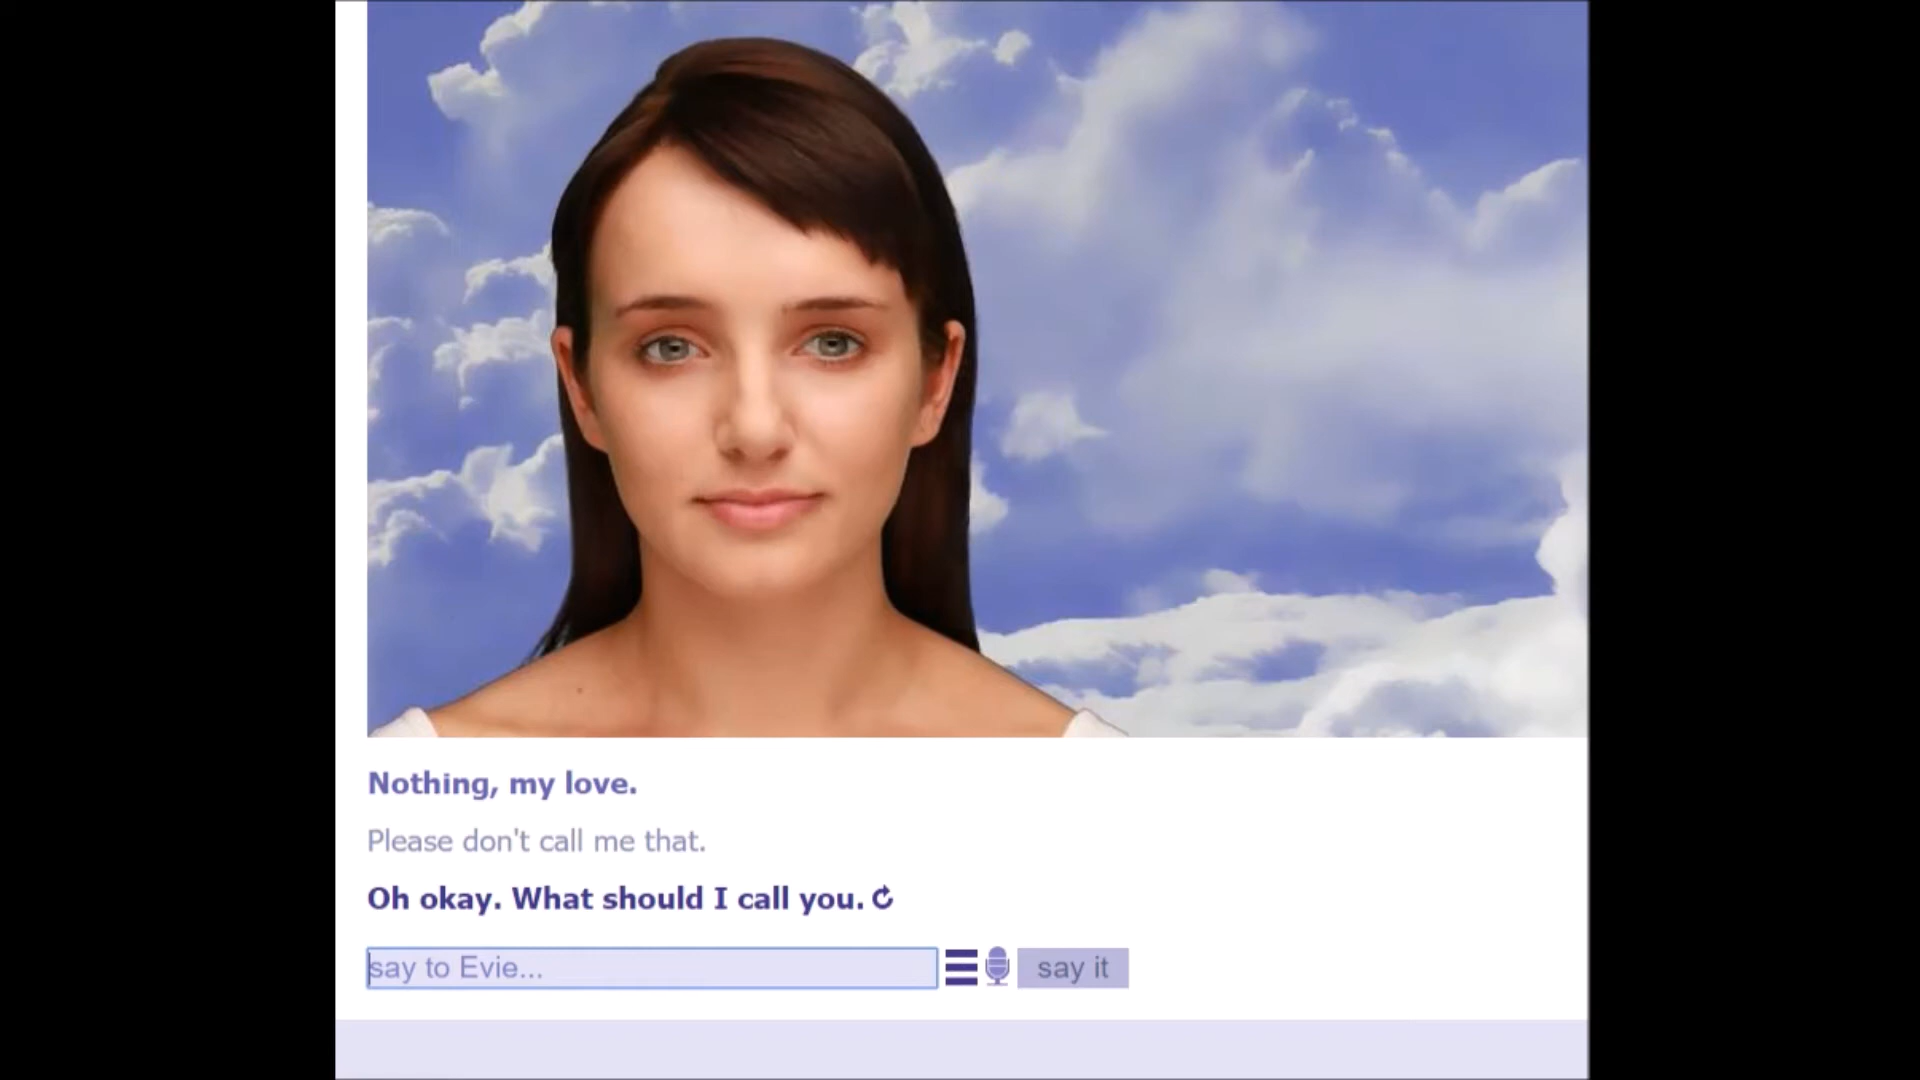 Nothing, my love.
Please don't call me that.
Oh okay. What should I call you.
say to Evie... say it